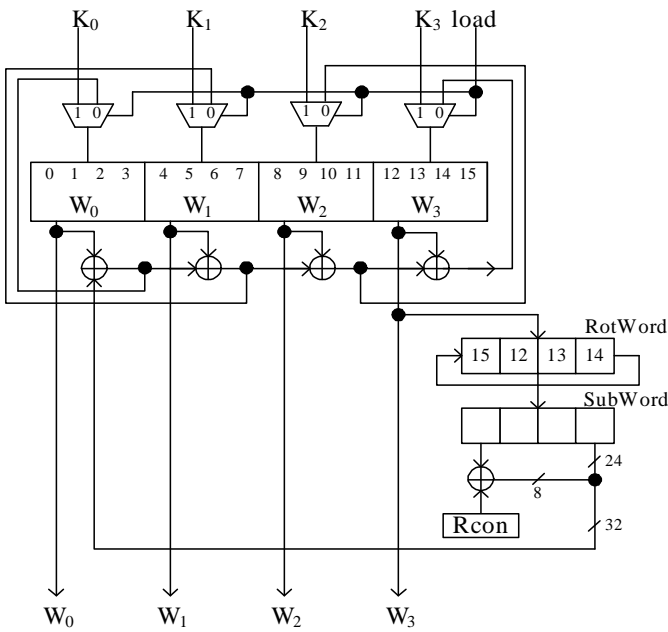 K0 K1 K2 K3 load
1 0 1 0 1 0 1 0
0 1 2 3 4 5 6 7 8 9 10 11 12 13 14 15
W0 W1 W2 W3
RotWord
15 12 13 14
SubWord
24
8
Rcon
32
W0 W1 W2 W3